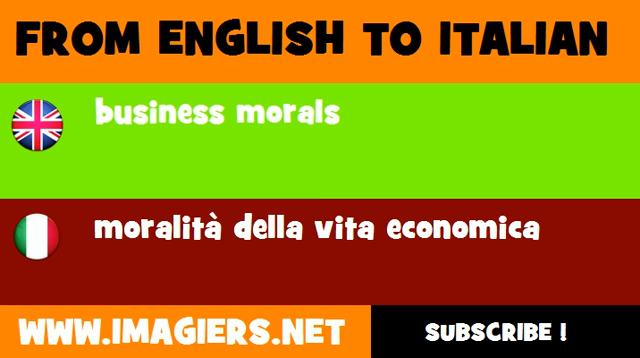 FROM ENGLISH TO ITALIAN
business morals
moralità della vita economica
WWW.IMAGIERS.NET
SUBSCRIBE !